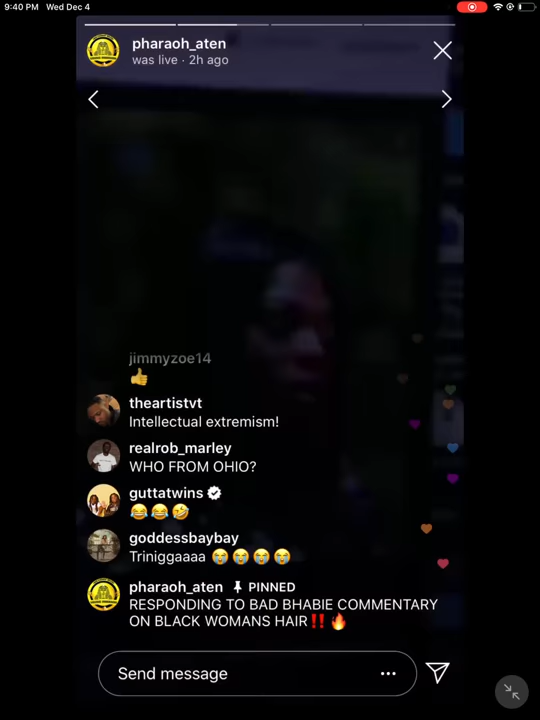 9:40 PM Wed Dec 4
pharaoh_aten
was live · 2h ago
jimmyzoe14
👍
theartistvt
Intellectual extremism!
realrob_marley
WHO FROM OHIO?
guttatwins
😂😂🤣
goddessbaybay
Triniggaaaa 😭😭😭😭
pharaoh_aten PINNED
RESPONDING TO BAD BHABIE COMMENTARY
ON BLACK WOMANS HAIR‼️🔥
Send message